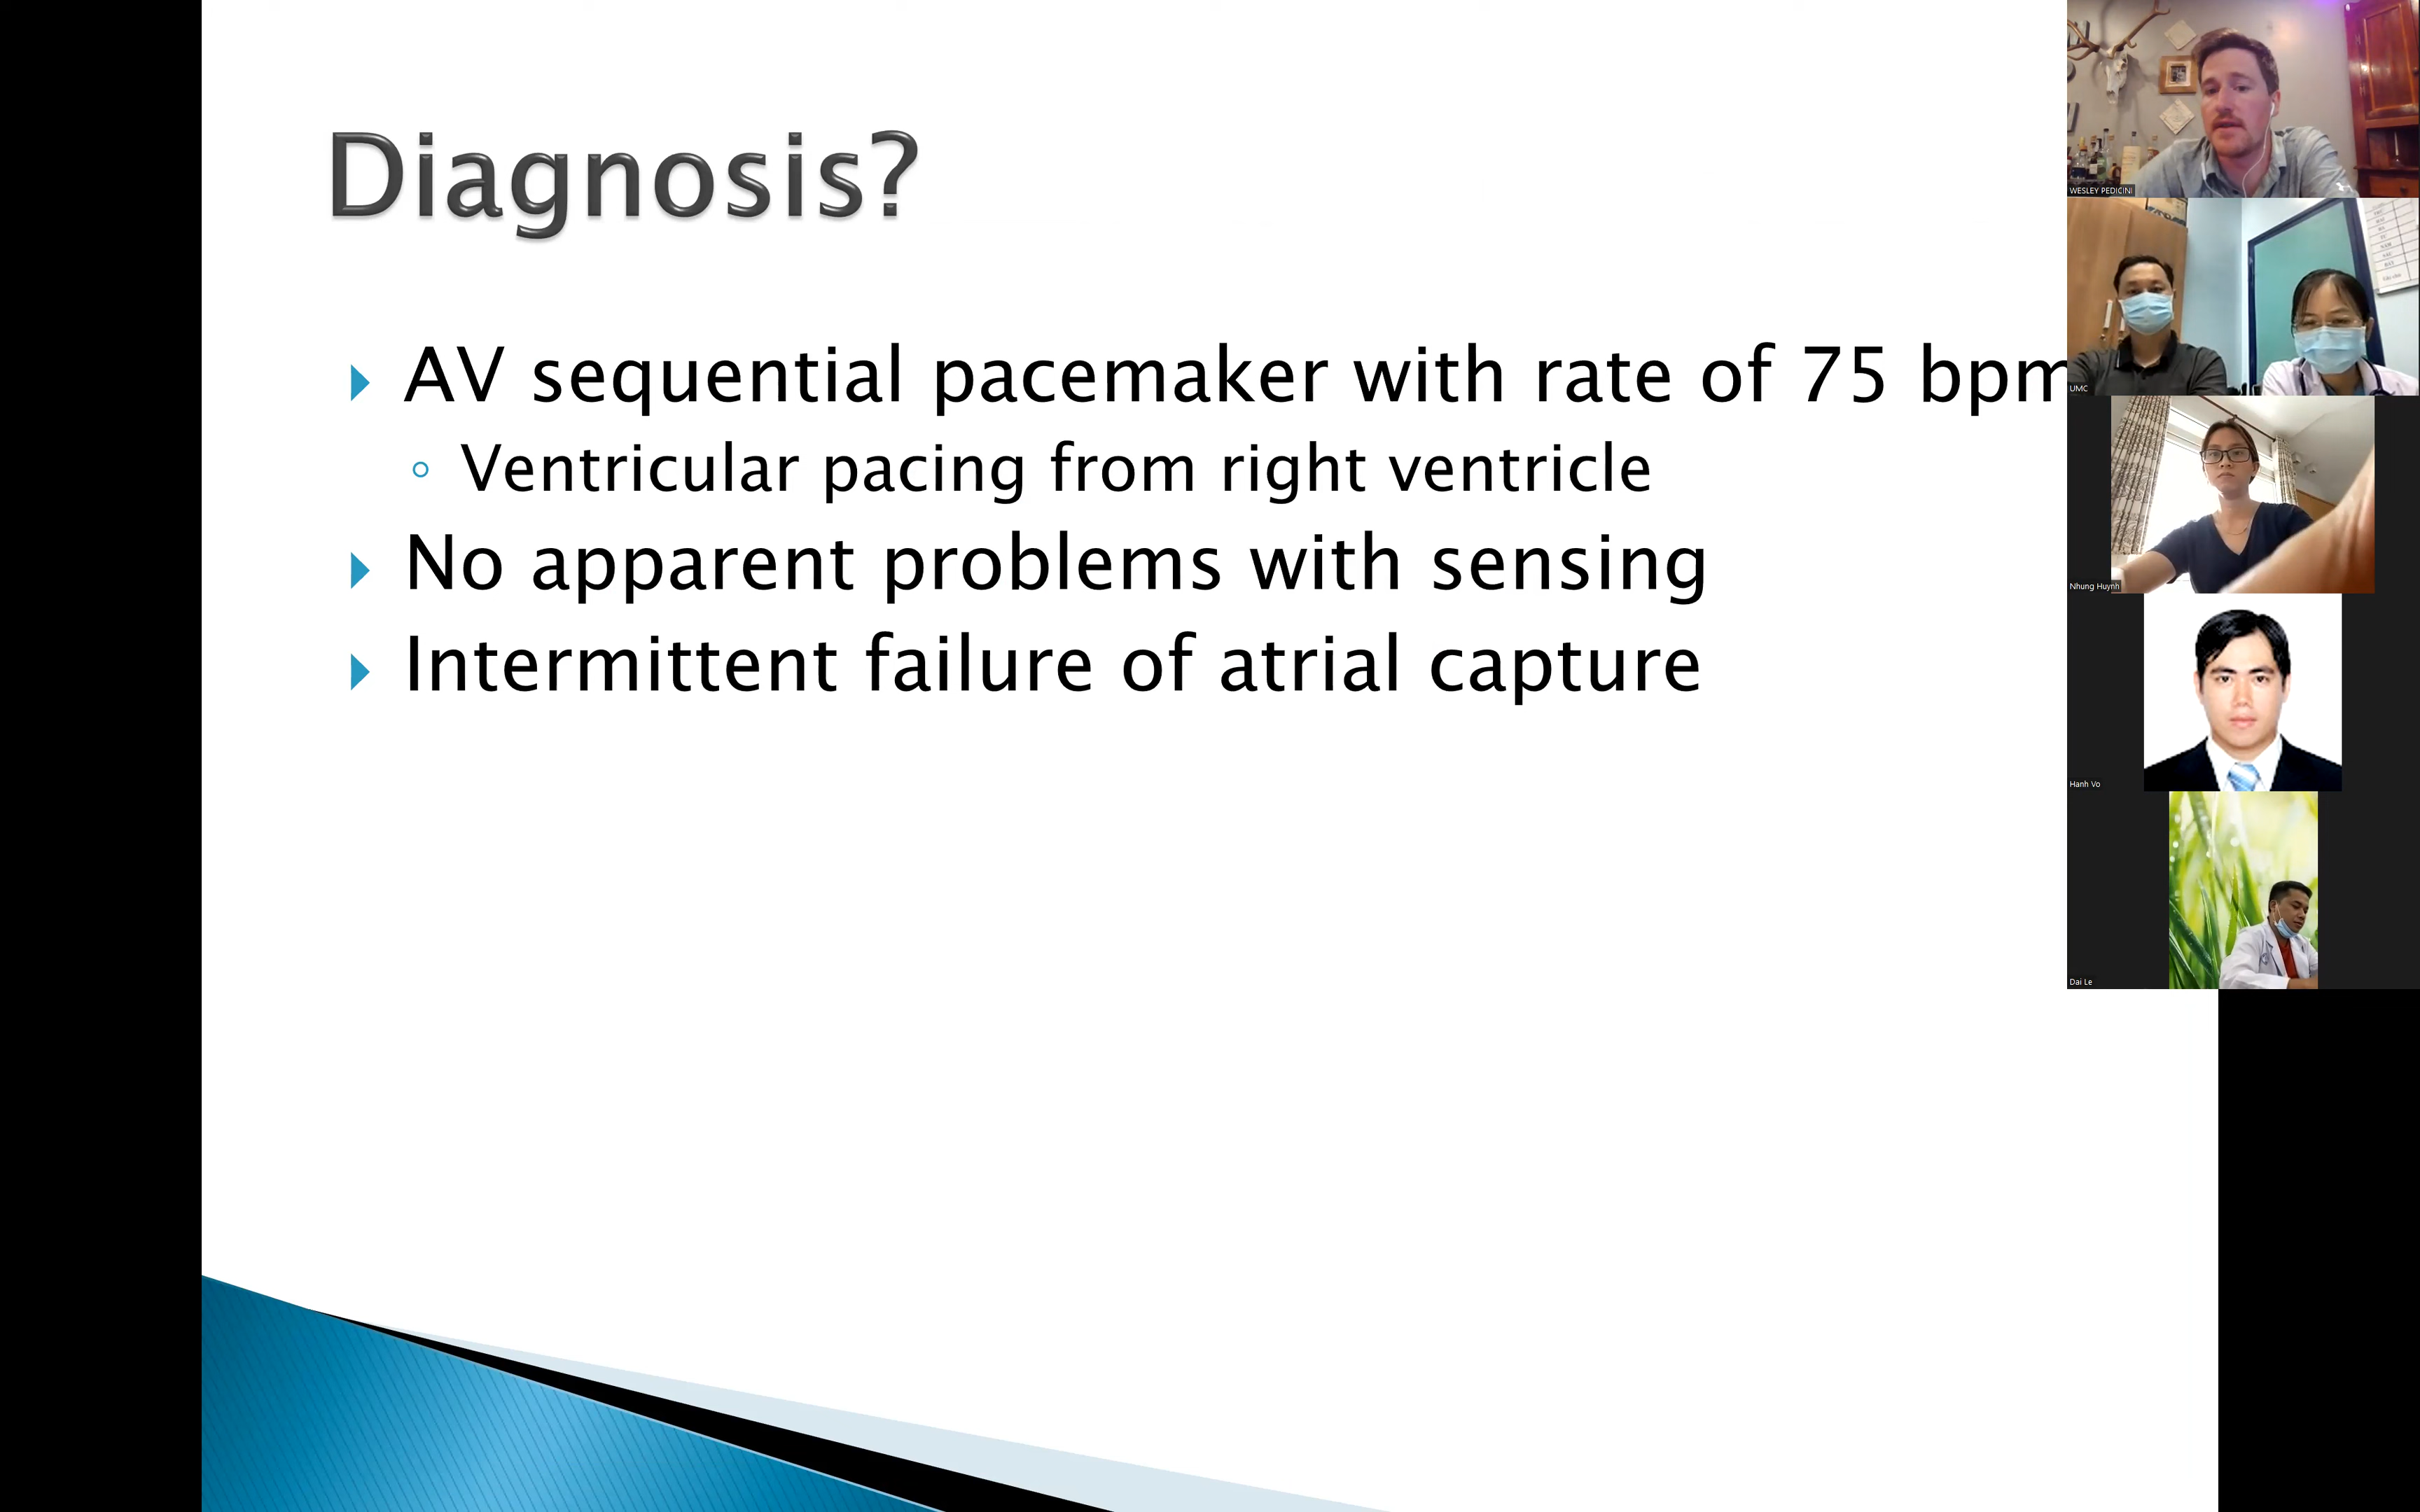 Diagnosis?
AV sequential pacemaker with rate of 75 bpm
Ventricular pacing from right ventricle
No apparent problems with sensing
Intermittent failure of atrial capture
WESLEY PEDICINI
UMC
Nhung Huynh
Hanh Vo
Dai Le